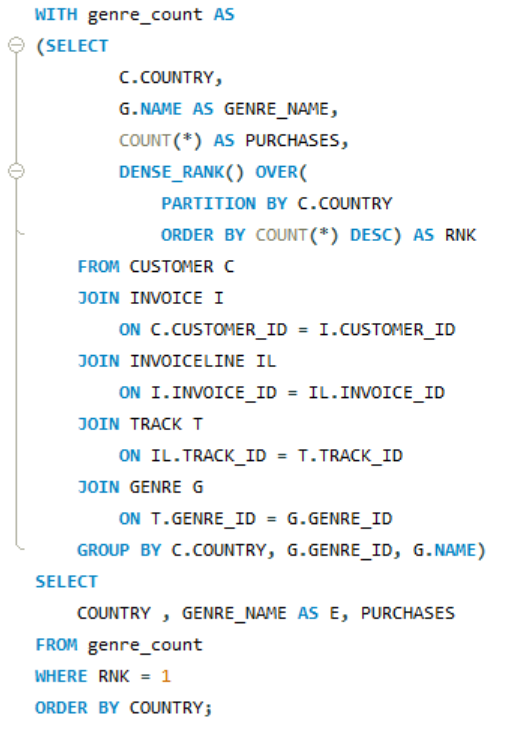 WITH genre_count AS
(SELECT
C.COUNTRY,
G.NAME AS GENRE_NAME,
COUNT(*) AS PURCHASES,
DENSE_RANK() OVER(
PARTITION BY C.COUNTRY
ORDER BY COUNT(*) DESC) AS RNK
FROM CUSTOMER C
JOIN INVOICE I
ON C.CUSTOMER_ID = I.CUSTOMER_ID
JOIN INVOICELINE IL
ON I.INVOICE_ID = IL.INVOICE_ID
JOIN TRACK T
ON IL.TRACK_ID = T.TRACK_ID
JOIN GENRE G
ON T.GENRE_ID = G.GENRE_ID
GROUP BY C.COUNTRY, G.GENRE_ID, G.NAME)
SELECT
COUNTRY , GENRE_NAME AS E, PURCHASES
FROM genre_count
WHERE RNK = 1
ORDER BY COUNTRY;